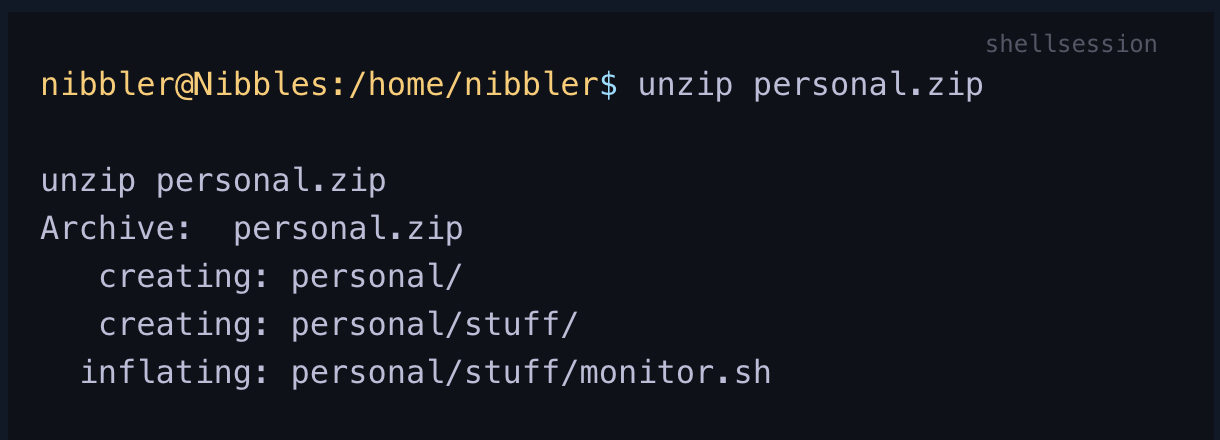 shellsession
nibbler@Nibbles:/home/nibbler$ unzip personal.zip
unzip personal.zip
Archive:  personal.zip
   creating: personal/
   creating: personal/stuff/
  inflating: personal/stuff/monitor.sh